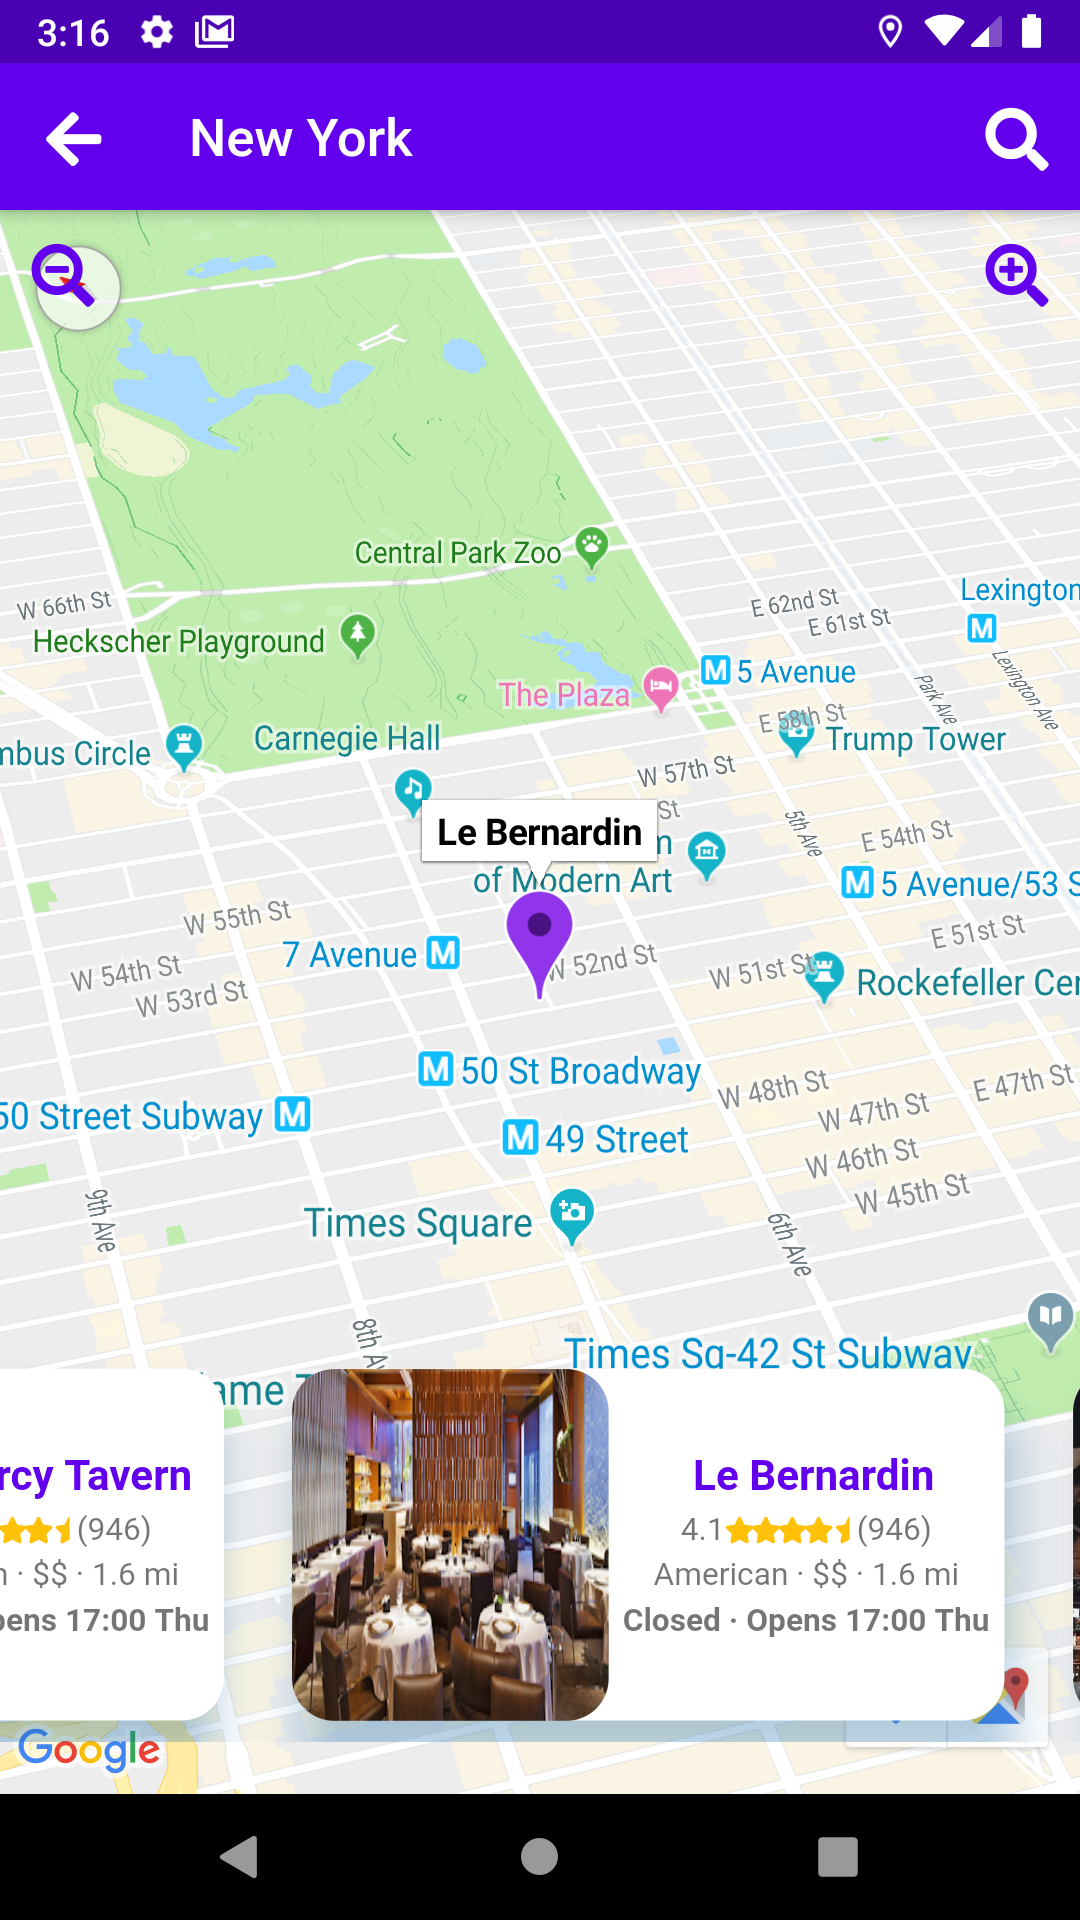 3:16
New York
Central Park Zoo
W 66th St
Heckscher Playground
E 62nd St
E 61st St
Lexington
M
Lexington Ave
Park Ave
M 5 Avenue
The Plaza
E 58th St
Trump Tower
mbus Circle
Carnegie Hall
W 57th St
St
5th Ave
E 54th St
Le Bernardin
m
of Modern Art
M 5 Avenue/53 S
W 55th St
7 Avenue M
W 52nd St
W 51st St
E 51st St
W 54th St
W 53rd St
Rockefeller Cen
M 50 St Broadway
W 48th St
E 47th St
50 Street Subway M
W 47th St
M 49 Street
W 46th St
W 45th St
9th Ave
Times Square
6th Ave
8th Av
Times Sq-42 St Subway
ame T
rcy Tavern
(946)
n · $$ · 1.6 mi
pens 17:00 Thu
Le Bernardin
4.1 (946)
American · $$ · 1.6 mi
Closed · Opens 17:00 Thu
Google